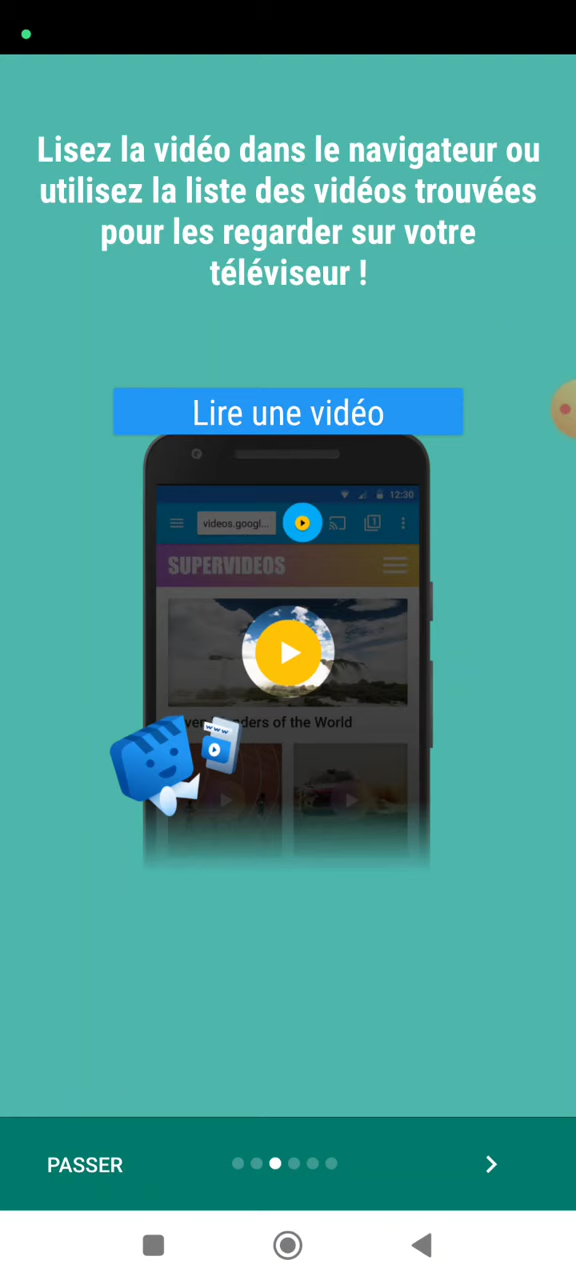 Lisez la vidéo dans le navigateur ou
utilisez la liste des vidéos trouvées
pour les regarder sur votre
téléviseur !
Lire une vidéo
12:30
videos.googl...
1
SUPERVIDEOS
www
of the World
PASSER